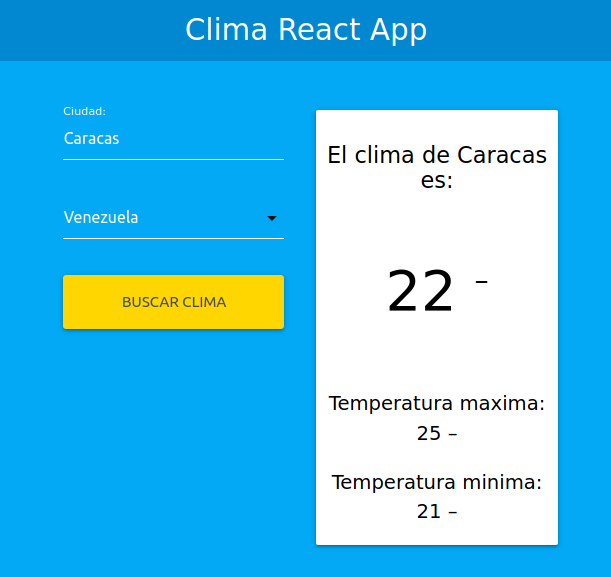 Clima React App
Ciudad:
Caracas
Venezuela
BUSCAR CLIMA
El clima de Caracas
es:
22 –
Temperatura maxima:
25 –
Temperatura minima:
21 –